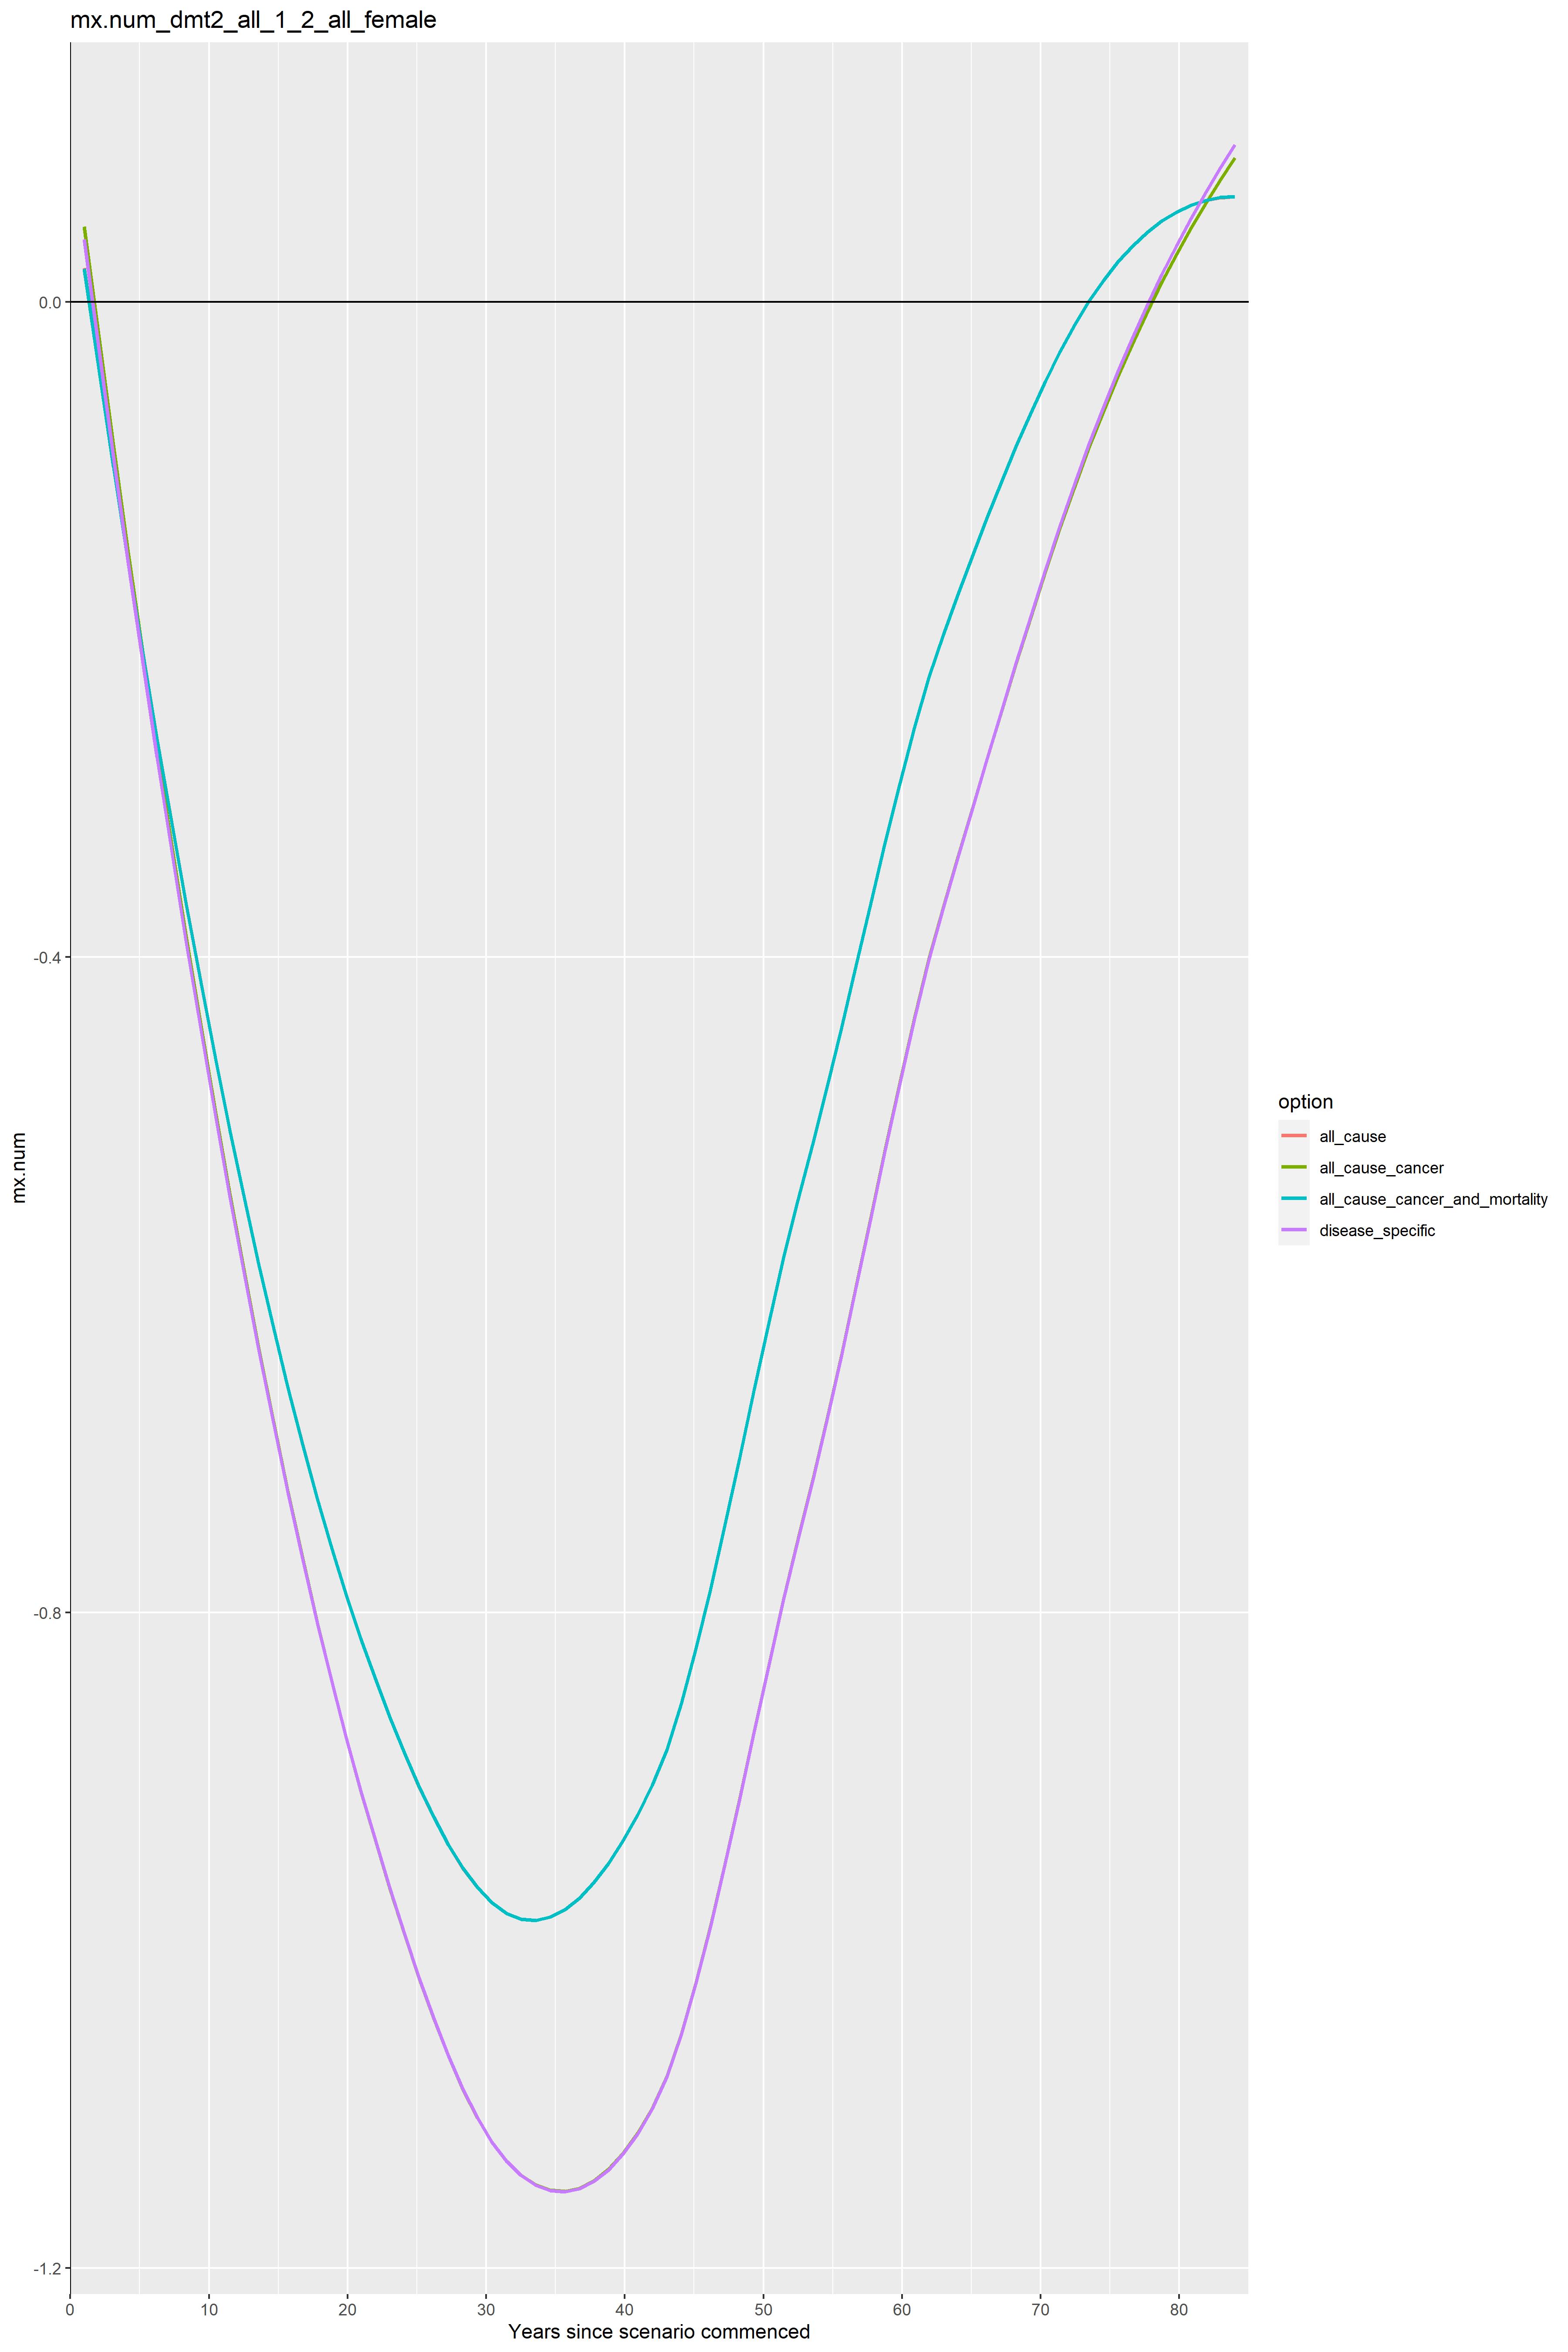 mx.num_dmt2_all_1_2_all_female
0.0
-0.4
-0.8
-1.2
mx.num
0 10 20 30 40 50 60 70 80
Years since scenario commenced
option
all_cause
all_cause_cancer
all_cause_cancer_and_mortality
disease_specific